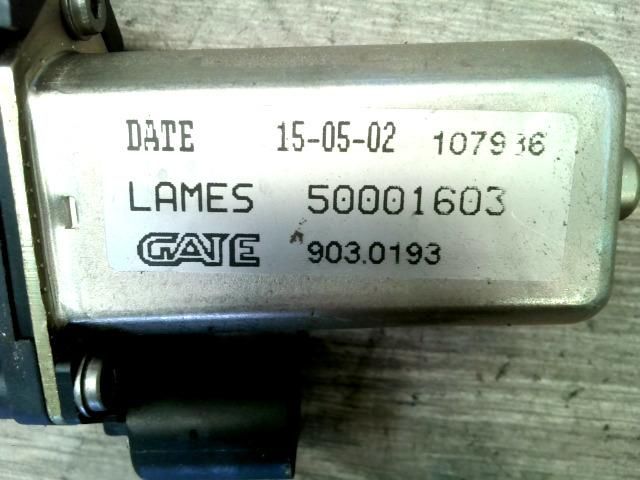 DATE 15-05-02 107936
LAMES 50001603
GATE 903.0193